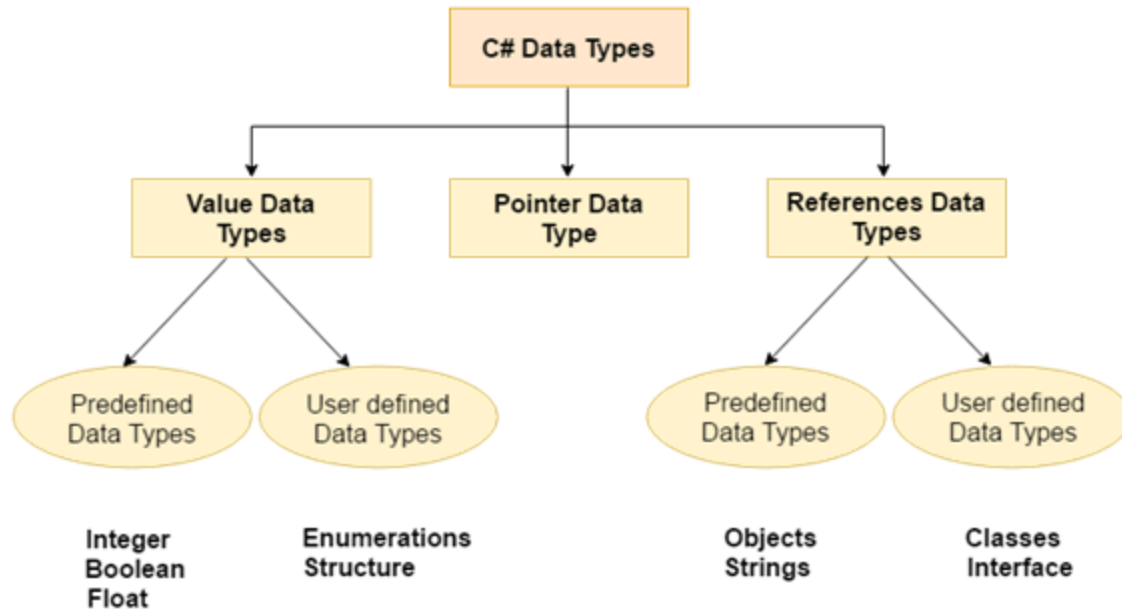 C# Data Types
Value Data
Types
Pointer Data
Type
References Data
Types
Predefined
Data Types
User defined
Data Types
Predefined
Data Types
User defined
Data Types
Integer
Boolean
Float
Enumerations
Structure
Objects
Strings
Classes
Interface